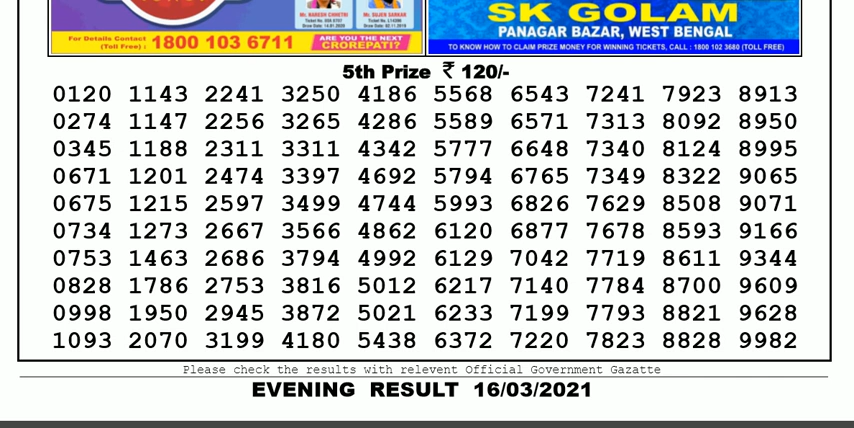 Mr. NARESH CHHETRI
Mr. SUJEN SARKAR
For Details Contact
(Toll Free) : 1800 103 6711
ARE YOU THE NEXT
CROREPATI?
SK GOLAM
PANAGAR BAZAR, WEST BENGAL
TO KNOW HOW TO CLAIM PRIZE MONEY FOR WINNING TICKETS, CALL : 1800 102 3680 (TOLL FREE)
5th Prize ₹ 120/-
0120 1143 2241 3250 4186 5568 6543 7241 7923 8913
0274 1147 2256 3265 4286 5589 6571 7313 8092 8950
0345 1188 2311 3311 4342 5777 6648 7340 8124 8995
0671 1201 2474 3397 4692 5794 6765 7349 8322 9065
0675 1215 2597 3499 4744 5993 6826 7629 8508 9071
0734 1273 2667 3566 4862 6120 6877 7678 8593 9166
0753 1463 2686 3794 4992 6129 7042 7719 8611 9344
0828 1786 2753 3816 5012 6217 7140 7784 8700 9609
0998 1950 2945 3872 5021 6233 7199 7793 8821 9628
1093 2070 3199 4180 5438 6372 7220 7823 8828 9982
Please check the results with relevent Official Government Gazatte
EVENING RESULT 16/03/2021